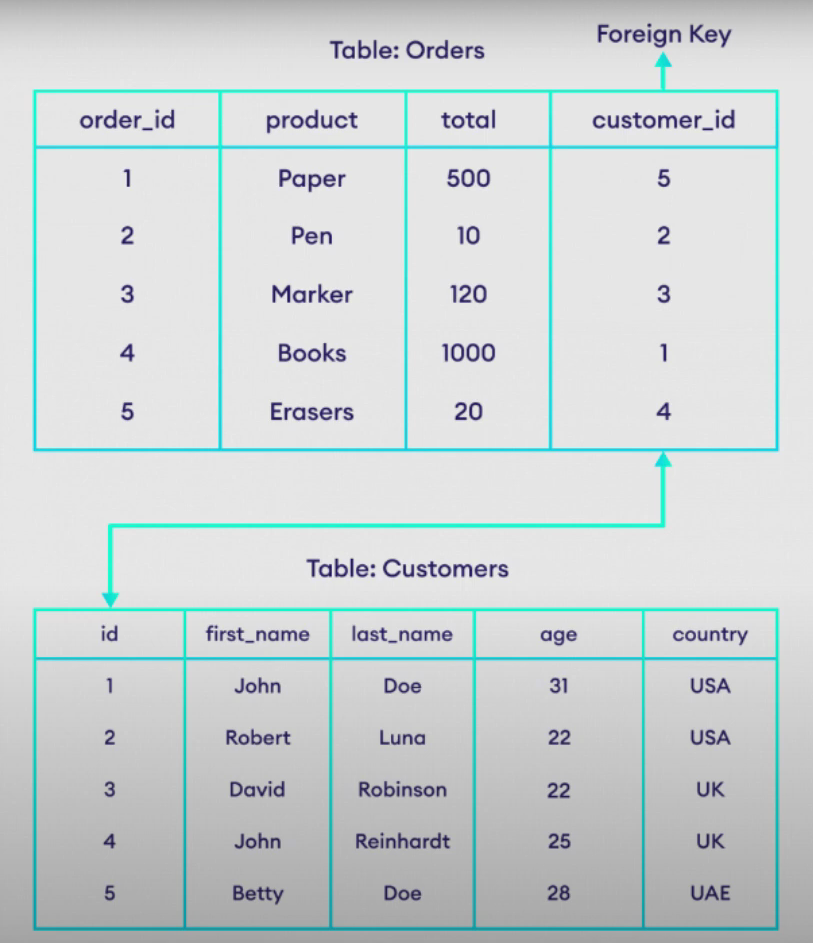 Foreign Key
Table: Orders
order_id product total customer_id
1 Paper 500 5
2 Pen 10 2
3 Marker 120 3
4 Books 1000 1
5 Erasers 20 4
Table: Customers
id first_name last_name age country
1 John Doe 31 USA
2 Robert Luna 22 USA
3 David Robinson 22 UK
4 John Reinhardt 25 UK
5 Betty Doe 28 UAE